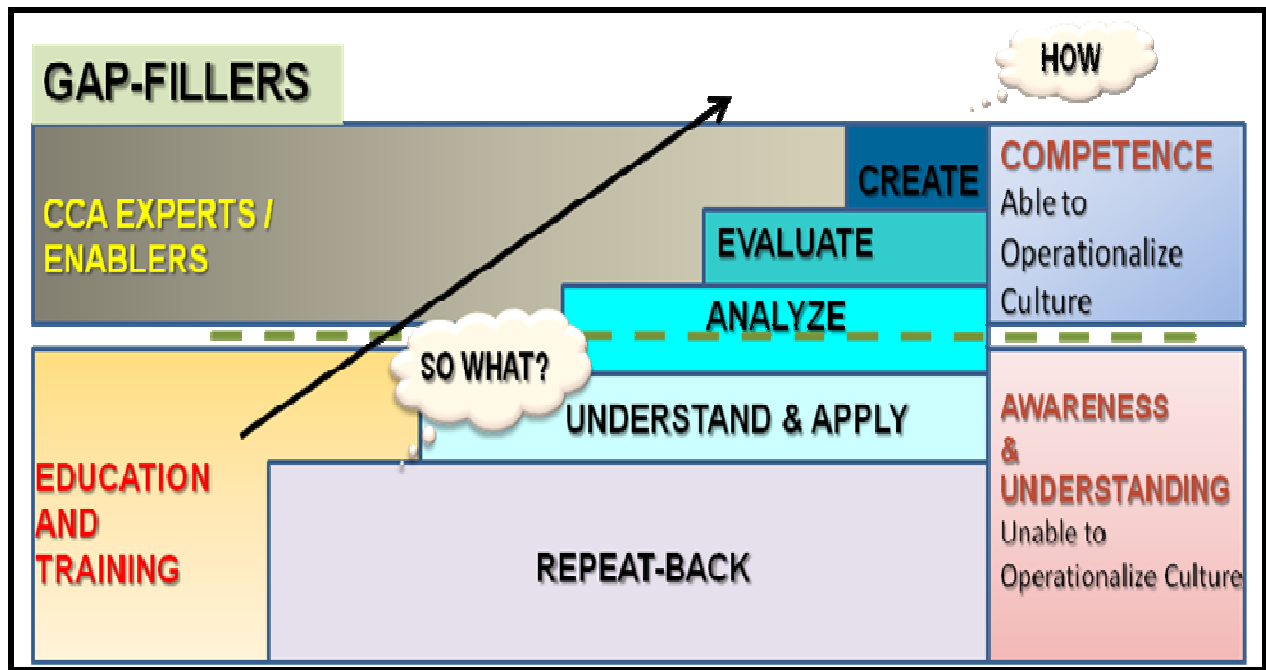 GAP-FILLERS
HOW
CCA EXPERTS /
ENABLERS
CREATE
EVALUATE
ANALYZE
COMPETENCE
Able to
Operationalize
Culture
SO WHAT?
UNDERSTAND & APPLY
EDUCATION
AND
TRAINING
REPEAT-BACK
AWARENESS
&
UNDERSTANDING
Unable to
Operationalize Culture